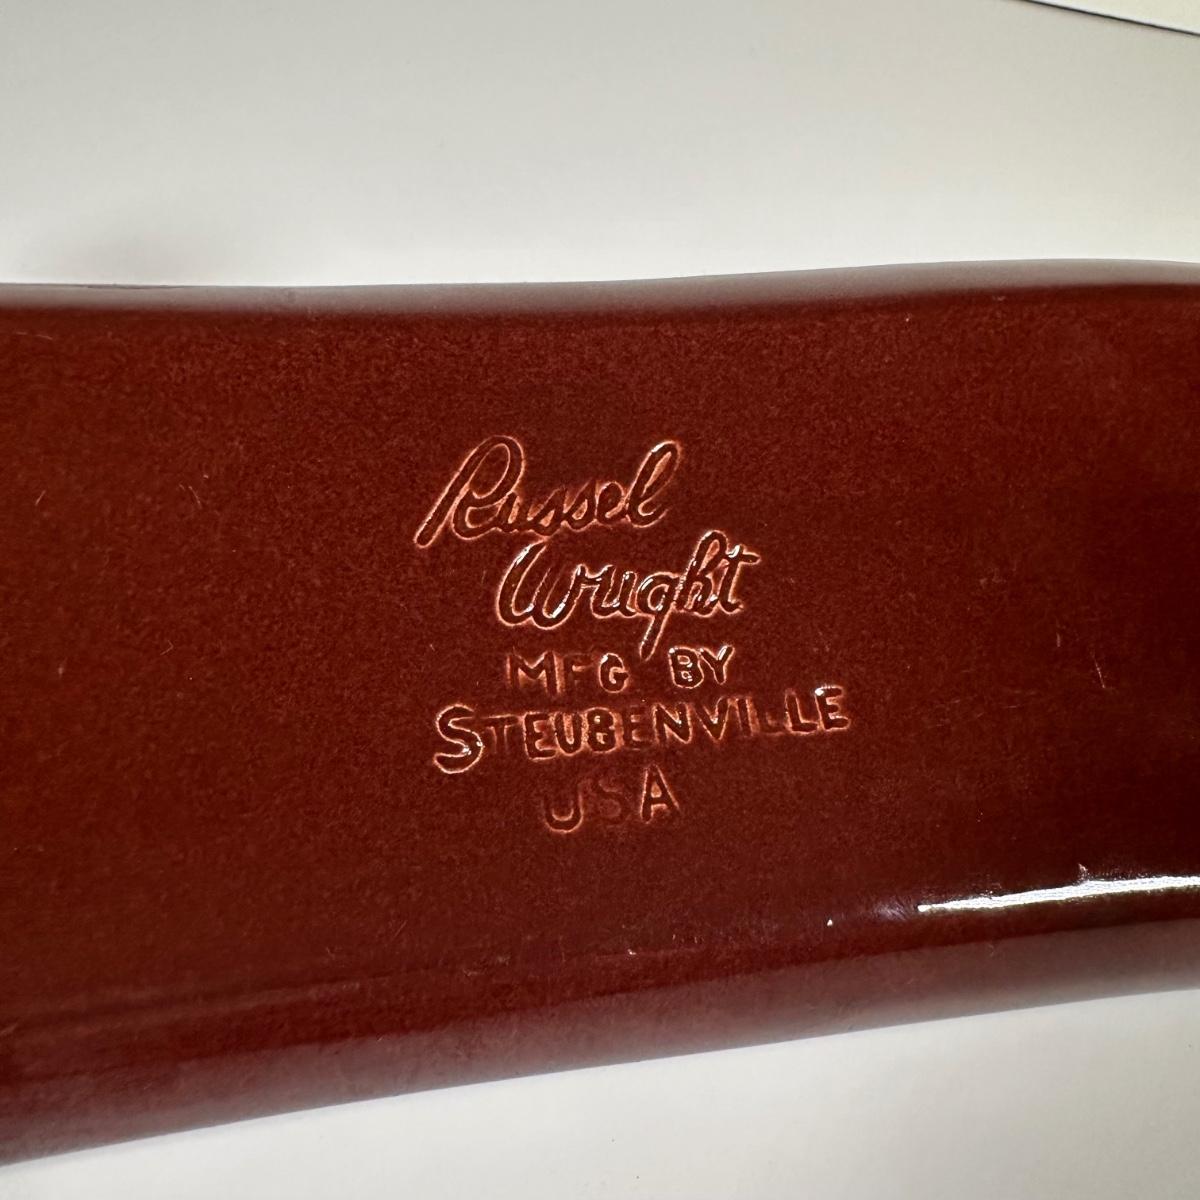 Russel
Wright
MFG BY
STEUBENVILLE
USA